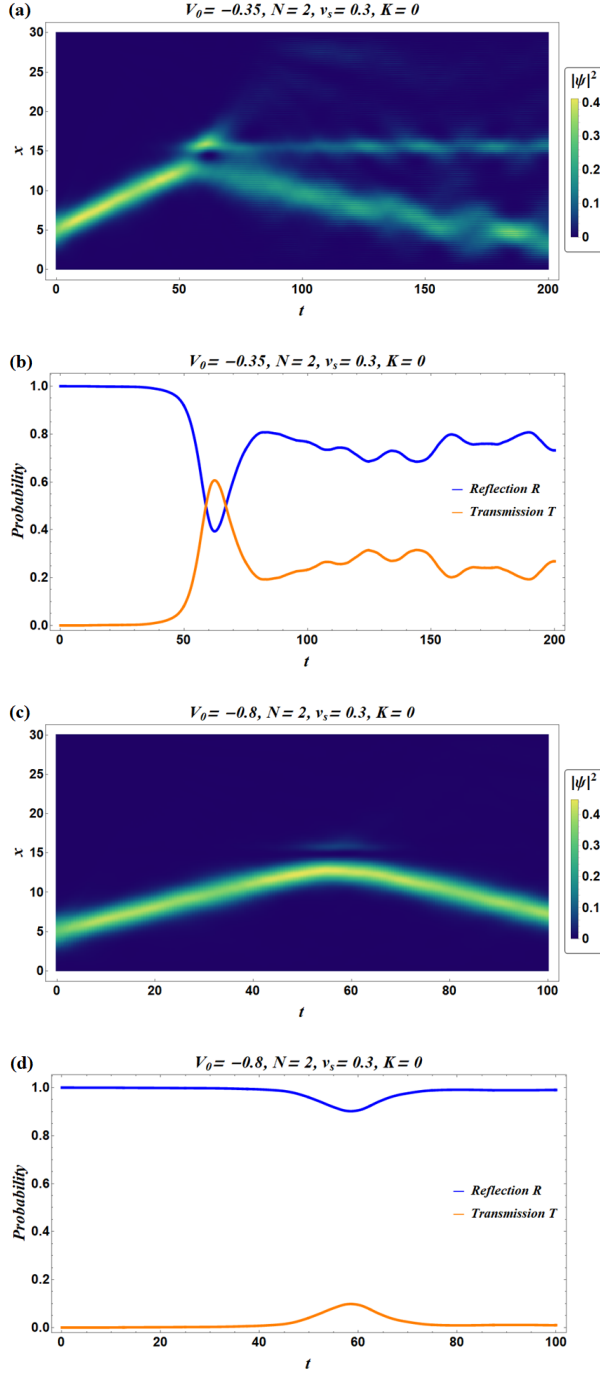 (a)
V₀ = −0.35, N = 2, vₛ = 0.3, K = 0
30
25
20
15
10
5
0
x
0 50 100 150 200
t
|ψ|²
0.4
0.3
0.2
0.1
0
(b)
V₀ = −0.35, N = 2, vₛ = 0.3, K = 0
1.0
0.8
0.6
0.4
0.2
0.0
Probability
Reflection R
Transmission T
0 50 100 150 200
t
(c)
V₀ = −0.8, N = 2, vₛ = 0.3, K = 0
30
25
20
15
10
5
0
x
0 20 40 60 80 100
t
|ψ|²
0.4
0.3
0.2
0.1
0
(d)
V₀ = −0.8, N = 2, vₛ = 0.3, K = 0
1.0
0.8
0.6
0.4
0.2
0.0
Probability
Reflection R
Transmission T
0 20 40 60 80 100
t